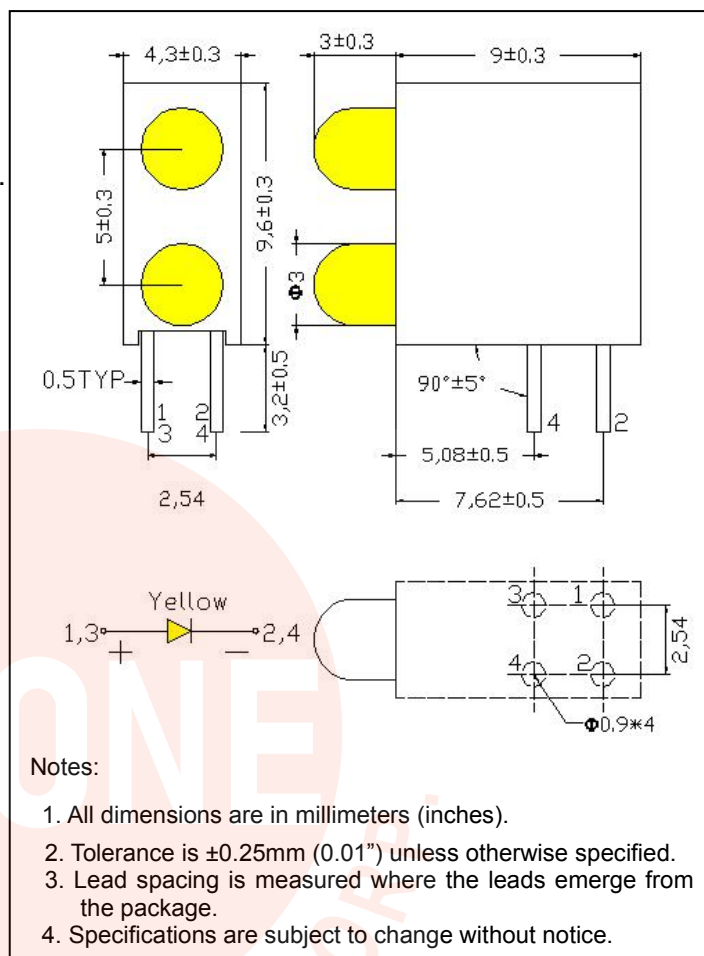 4,3±0.3
3±0.3
9±0.3
5±0.3
9,6±0.3
Φ3
0.5TYP
1 2
3 4
3,2±0.5
2,54
90°±5°
4 2
5,08±0.5
7,62±0.5
Yellow
1,3 2,4
+ −
3 1
4 2
2,54
Φ0.9*4
ONE
ORP.
Notes:
1. All dimensions are in millimeters (inches).
2. Tolerance is ±0.25mm (0.01”) unless otherwise specified.
3. Lead spacing is measured where the leads emerge from
the package.
4. Specifications are subject to change without notice.